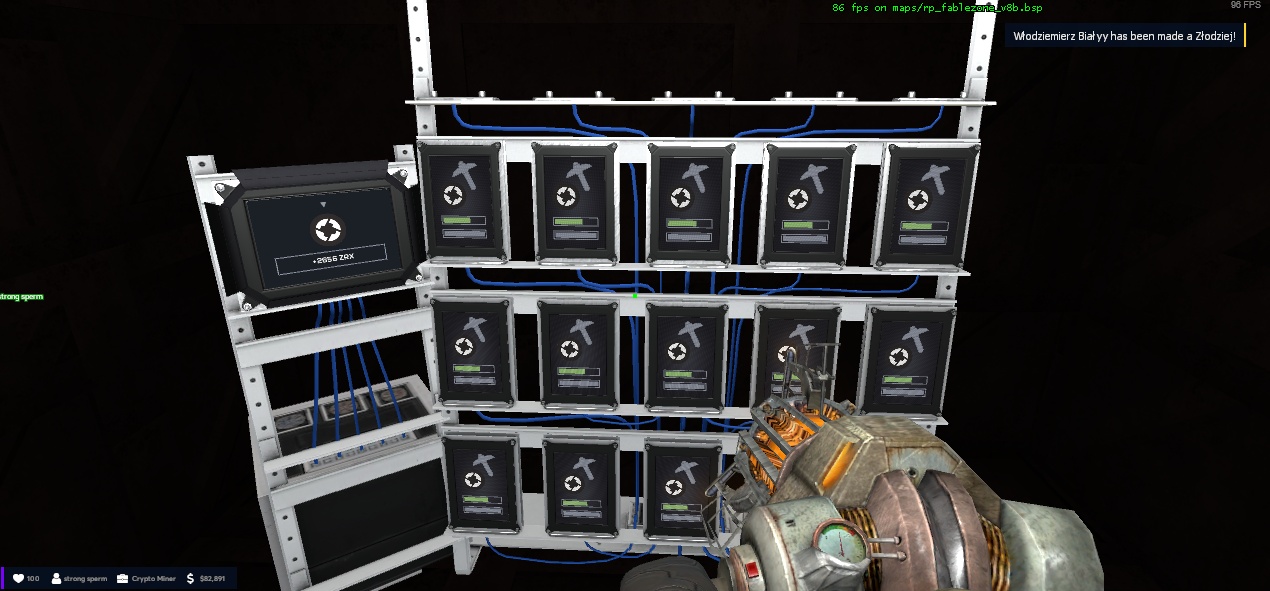 86 fps on maps/rp_fablezone_v8b.bsp
96 FPS
Włodziemierz Białyy has been made a Złodziej!
+2656 ZRX
strong sperm
100
strong sperm
Crypto Miner
$82,891